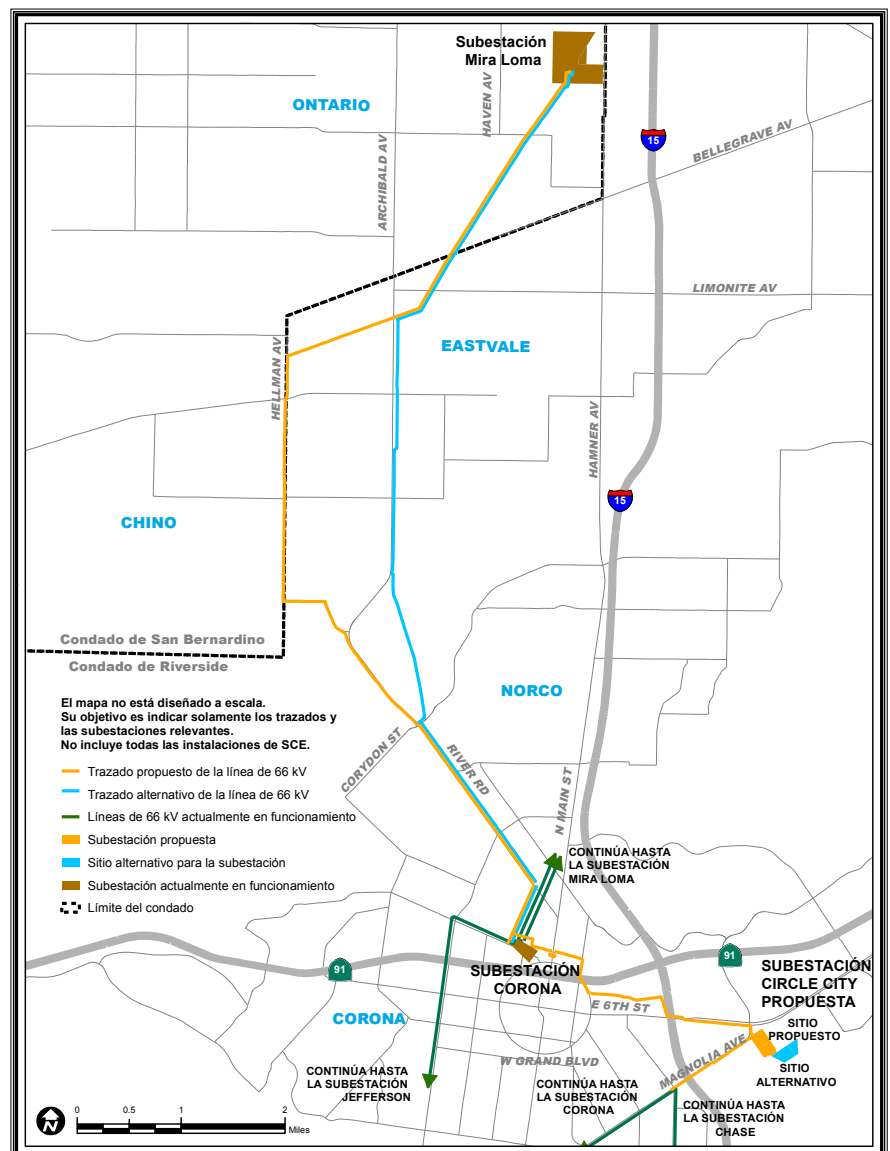 Subestación
Mira Loma
ONTARIO
HAVEN AV
ARCHIBALD AV
15
BELLEGRAVE AV
LIMONITE AV
EASTVALE
HELLMAN AV
HAMNER AV
15
CHINO
Condado de San Bernardino
Condado de Riverside
NORCO
El mapa no está diseñado a escala.
Su objetivo es indicar solamente los trazados y
las subestaciones relevantes.
No incluye todas las instalaciones de SCE.
Trazado propuesto de la línea de 66 kV
Trazado alternativo de la línea de 66 kV
Líneas de 66 kV actualmente en funcionamiento
Subestación propuesta
Sitio alternativo para la subestación
Subestación actualmente en funcionamiento
Límite del condado
CORYDON ST
RIVER RD
N MAIN ST
CONTINÚA HASTA
LA SUBESTACIÓN
MIRA LOMA
91
91
SUBESTACIÓN
CORONA
SUBESTACIÓN
CIRCLE CITY
PROPUESTA
CORONA
E 6TH ST
SITIO
PROPUESTO
SITIO
ALTERNATIVO
W GRAND BLVD
MAGNOLIA AVE
CONTINÚA HASTA
LA SUBESTACIÓN
JEFFERSON
CONTINÚA HASTA
LA SUBESTACIÓN
CORONA
CONTINÚA HASTA
LA SUBESTACIÓN
CHASE
N
0 0.5 1 2
Miles